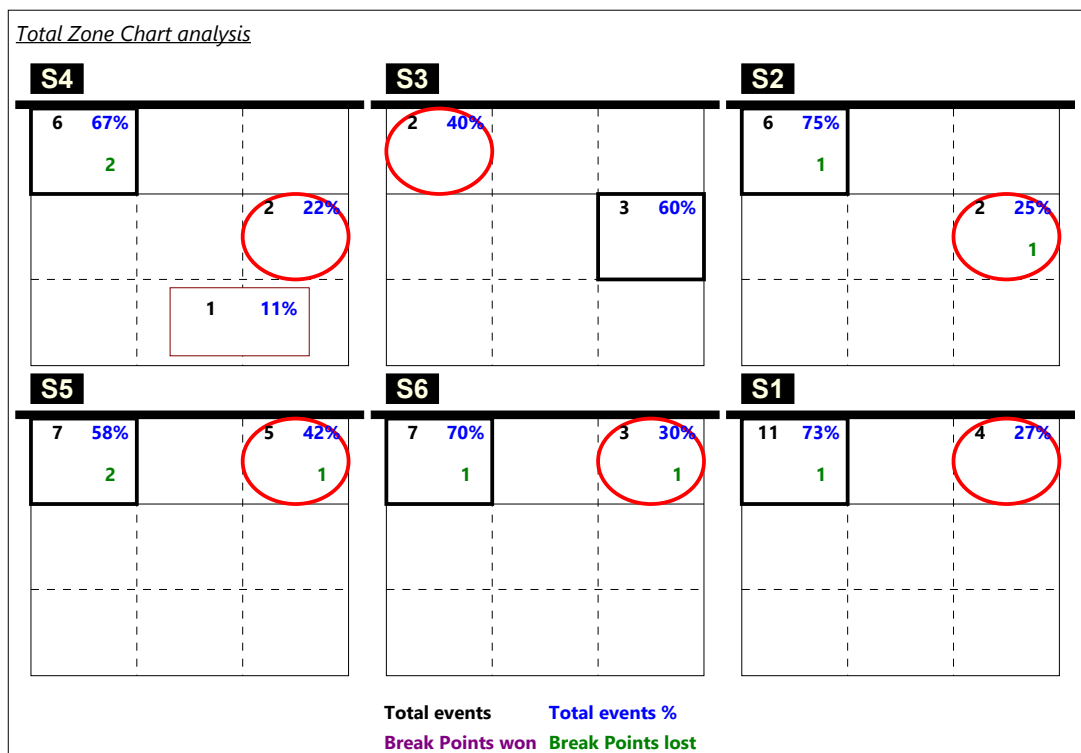 Total Zone Chart analysis
S4 S3 S2
6 67% 2 40% 6 75%
2 1
2 22% 3 60% 2 25%
1
1 11%
S5 S6 S1
7 58% 5 42% 7 70% 3 30% 11 73% 4 27%
2 1 1 1 1
Total events Total events %
Break Points won Break Points lost